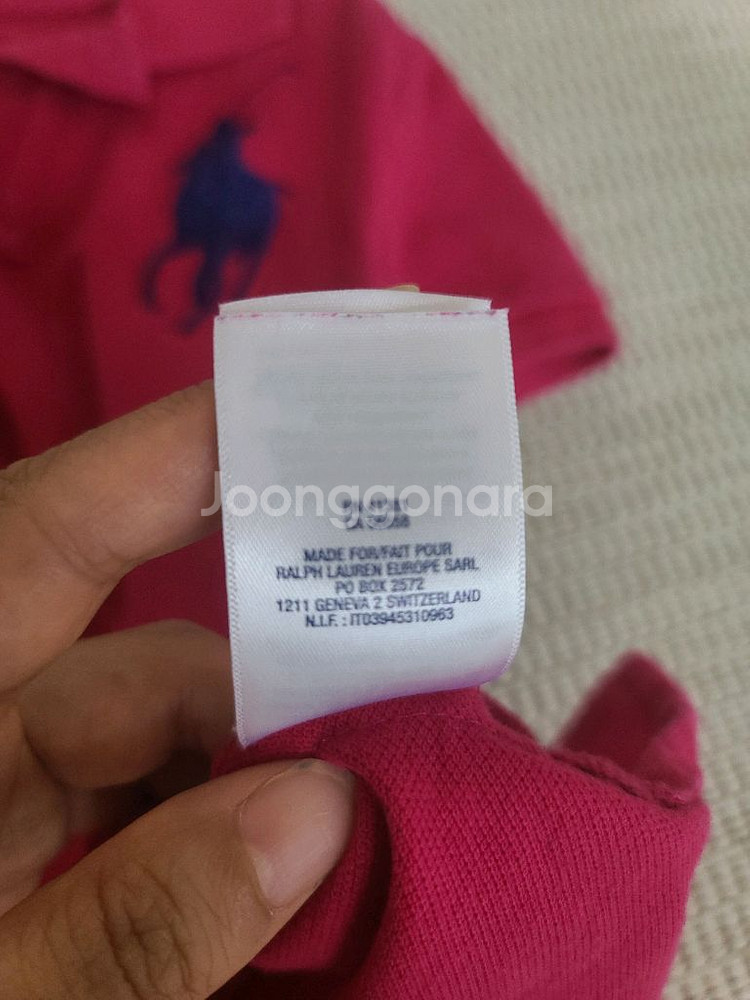 Joonggonara
MADE FOR/FAIT POUR
RALPH LAUREN EUROPE SARL
PO BOX 2572
1211 GENEVA 2 SWITZERLAND
N.I.F. : IT03945310963